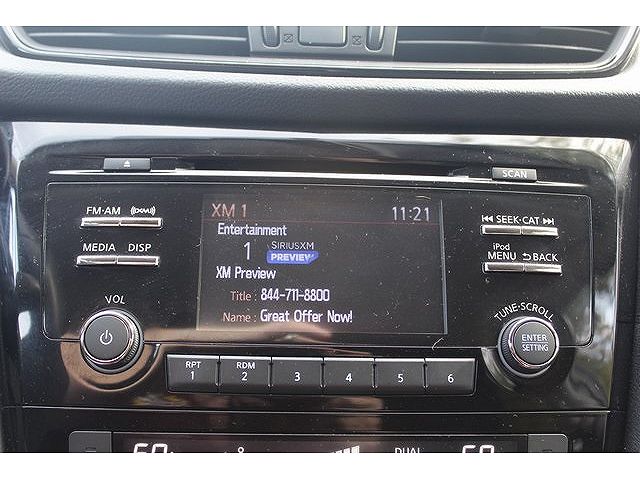 SCAN
FM·AM (XM)
XM 1 11:21
SEEK·CAT
Entertainment
MEDIA DISP
1 SIRIUSXM
PREVIEW
iPod
MENU BACK
XM Preview
Title : 844-711-8800
Name : Great Offer Now!
VOL
TUNE·SCROLL
ENTER
SETTING
RPT RDM
1 2 3 4 5 6
DUAL